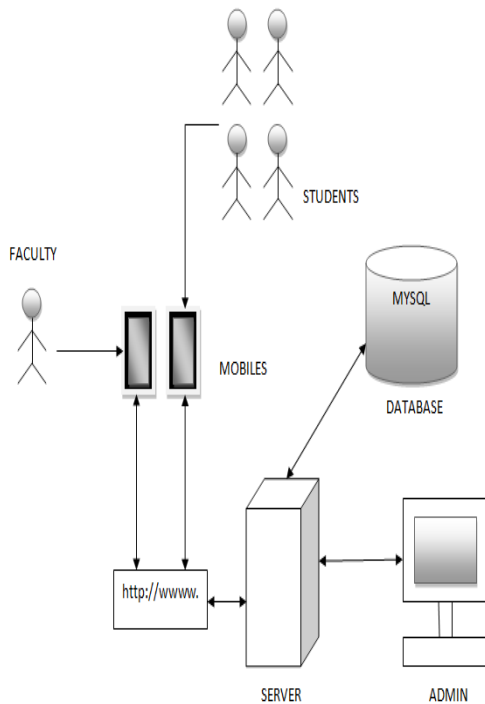 STUDENTS
FACULTY
MYSQL
MOBILES
DATABASE
http://wwww.
SERVER
ADMIN